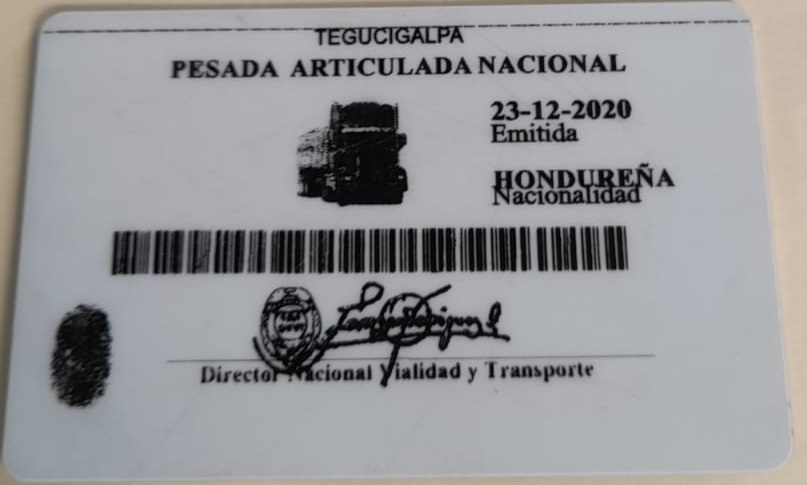 TEGUCIGALPA
PESADA ARTICULADA NACIONAL
23-12-2020
Emitida
HONDUREÑA
Nacionalidad
Director Nacional Vialidad y Transporte